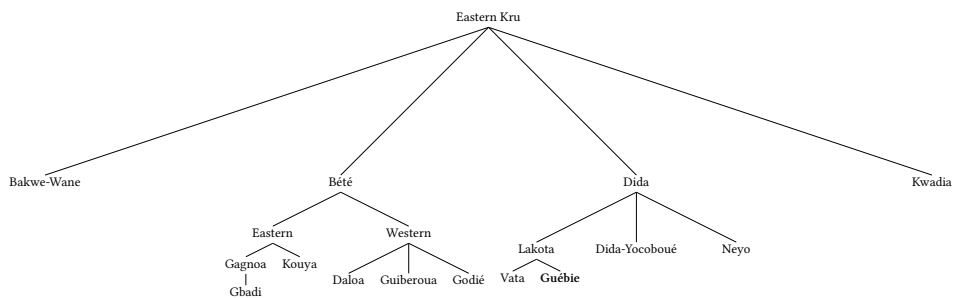 Eastern Kru
Bakwe-Wane Bété Dida Kwadia
Eastern Western Lakota Dida-Yocoboué Neyo
Gagnoa Kouya Daloa Guiberoua Godié Vata Guébie
Gbadi